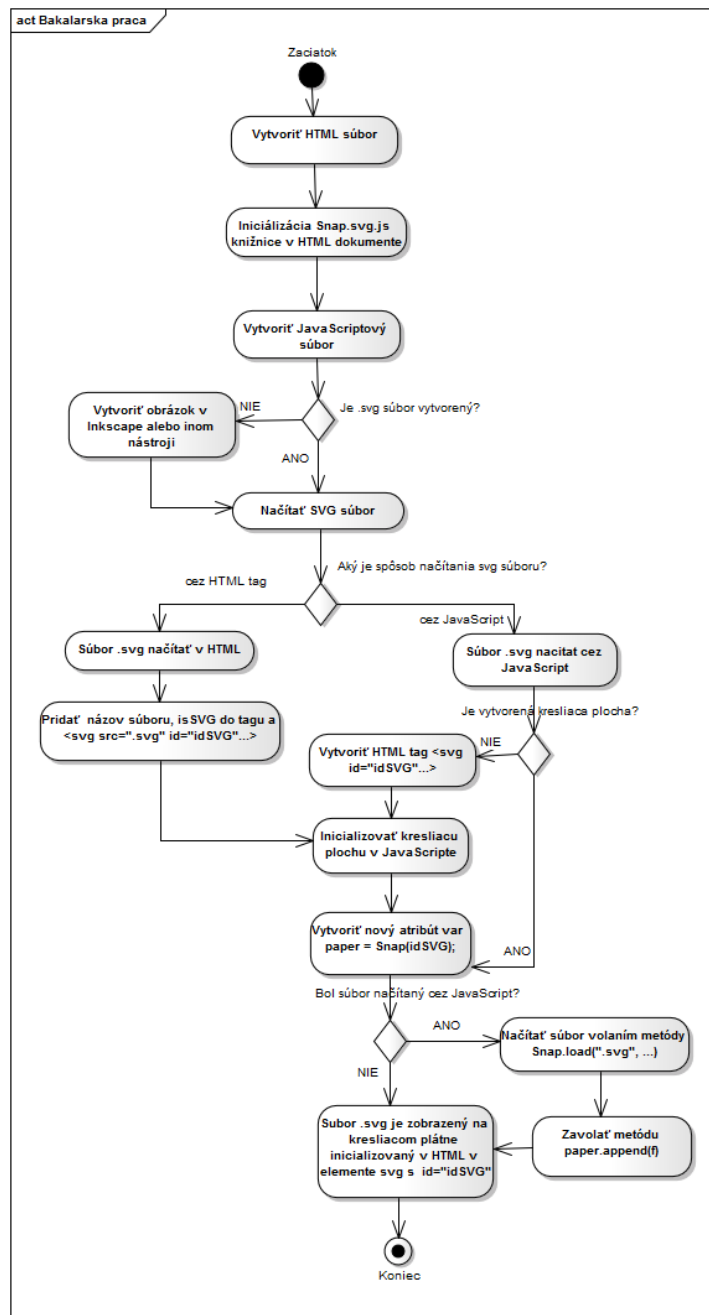 act Bakalarska praca
Zaciatok
Vytvoriť HTML súbor
Iniciálizácia Snap.svg.js
knižnice v HTML dokumente
Vytvoriť JavaScriptový
súbor
Vytvoriť obrázok v
Inkscape alebo inom
nástroji
NIE
Je .svg súbor vytvorený?
ANO
Načítať SVG súbor
Aký je spôsob načítania svg súboru?
cez HTML tag
cez JavaScript
Súbor .svg načítať v HTML
Súbor .svg nacitat cez
JavaScript
Pridať názov súboru, isSVG do tagu a
<svg src=".svg" id="idSVG"...>
Je vytvorená kresliaca plocha?
NIE
Vytvoriť HTML tag <svg
id="idSVG"...>
Inicializovať kresliacu
plochu v JavaScripte
Vytvoriť nový atribút var
paper = Snap(idSVG);
ANO
Bol súbor načítaný cez JavaScript?
ANO
Načítať súbor volaním metódy
Snap.load(".svg", ...)
NIE
Subor .svg je zobrazený na
kresliacom plátne
inicializovaný v HTML v
elemente svg s id="idSVG"
Zavolať metódu
paper.append(f)
Koniec